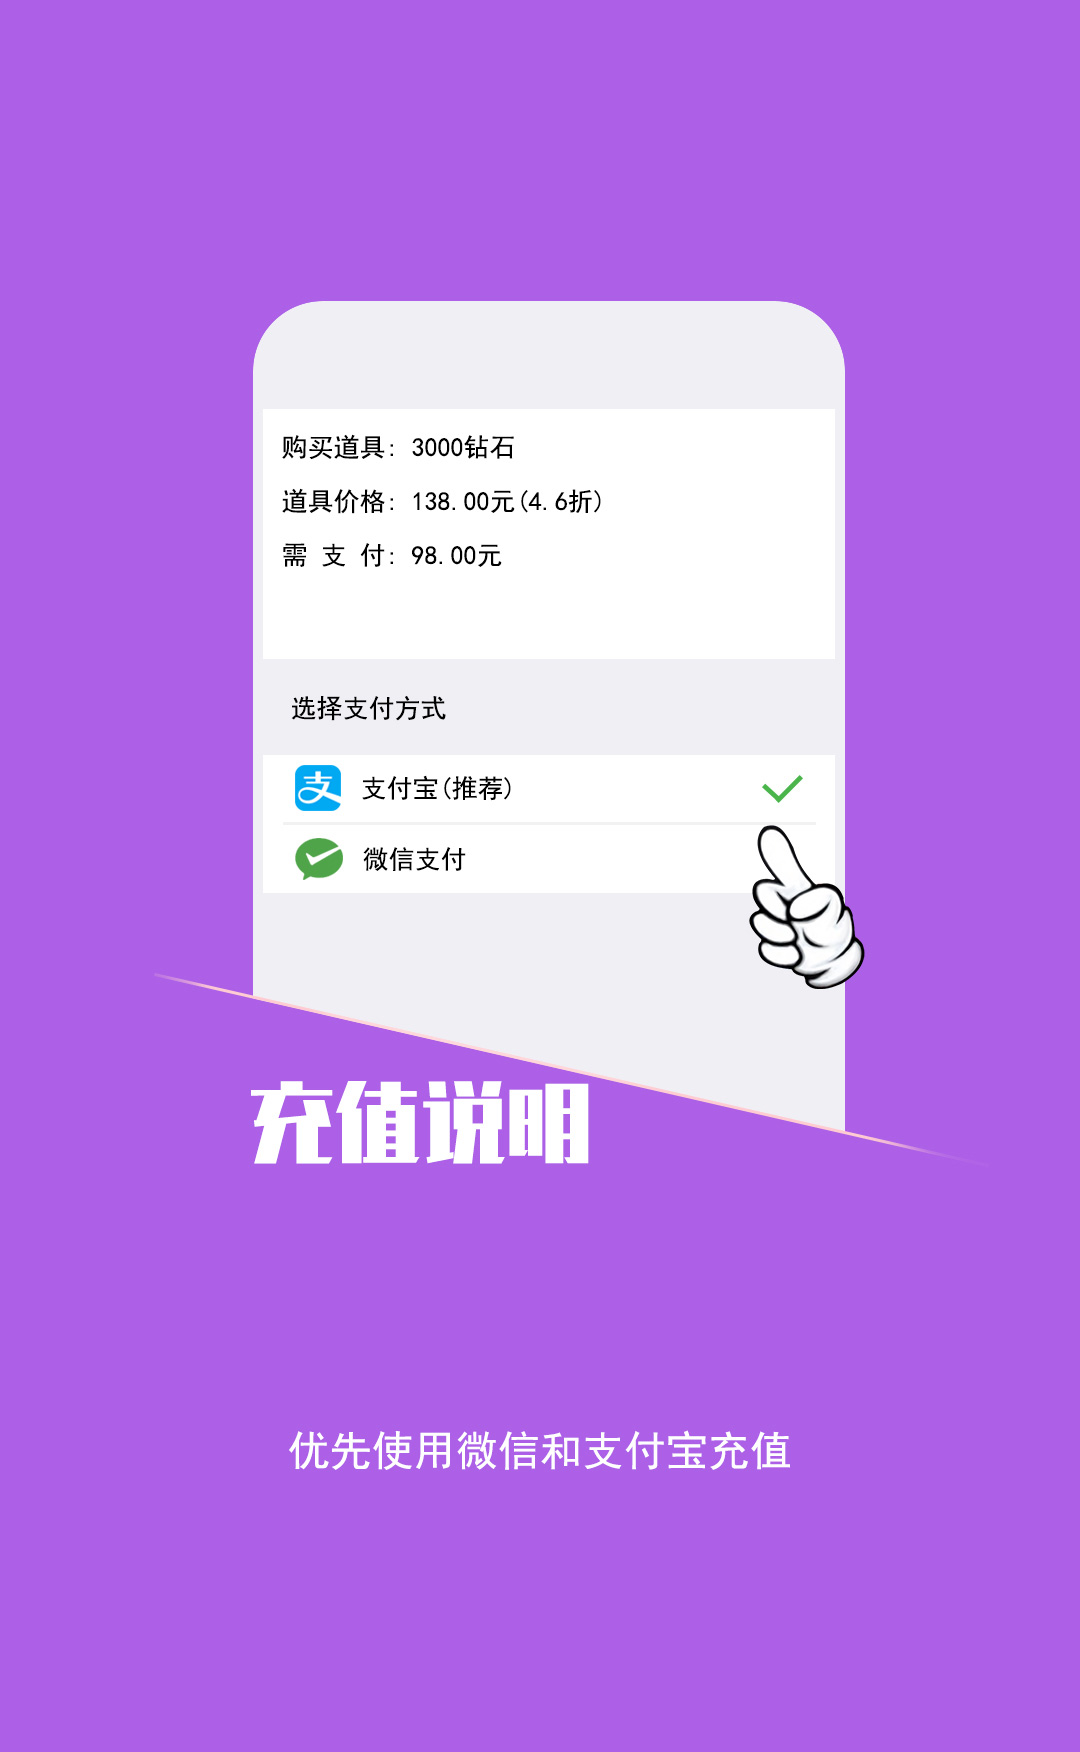 购买道具: 3000钻石
道具价格: 138.00元(4.6折)
需 支 付: 98.00元
选择支付方式
支 支付宝(推荐)
微信支付
充值说明
优先使用微信和支付宝充值